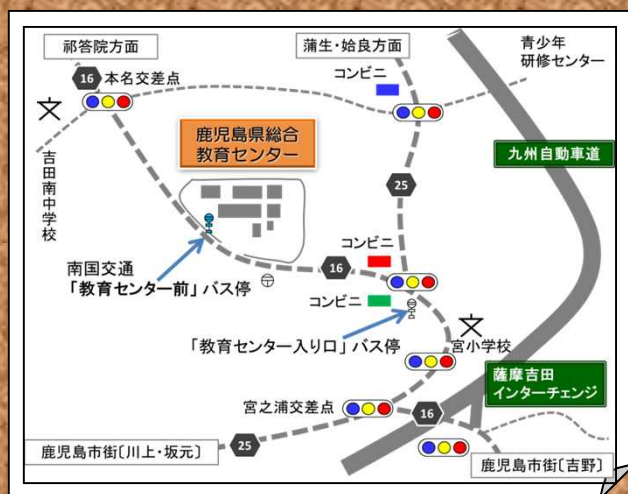 祁答院方面
蒲生・姶良方面
青少年
研修センター
コンビニ
16
本名交差点
鹿児島県総合
教育センター
九州自動車道
吉田南中学校
25
コンビニ
16
南国交通
「教育センター前」バス停
コンビニ
「教育センター入り口」バス停
宮小学校
薩摩吉田
インターチェンジ
宮之浦交差点
16
25
鹿児島市街〔川上・坂元〕
鹿児島市街〔吉野〕